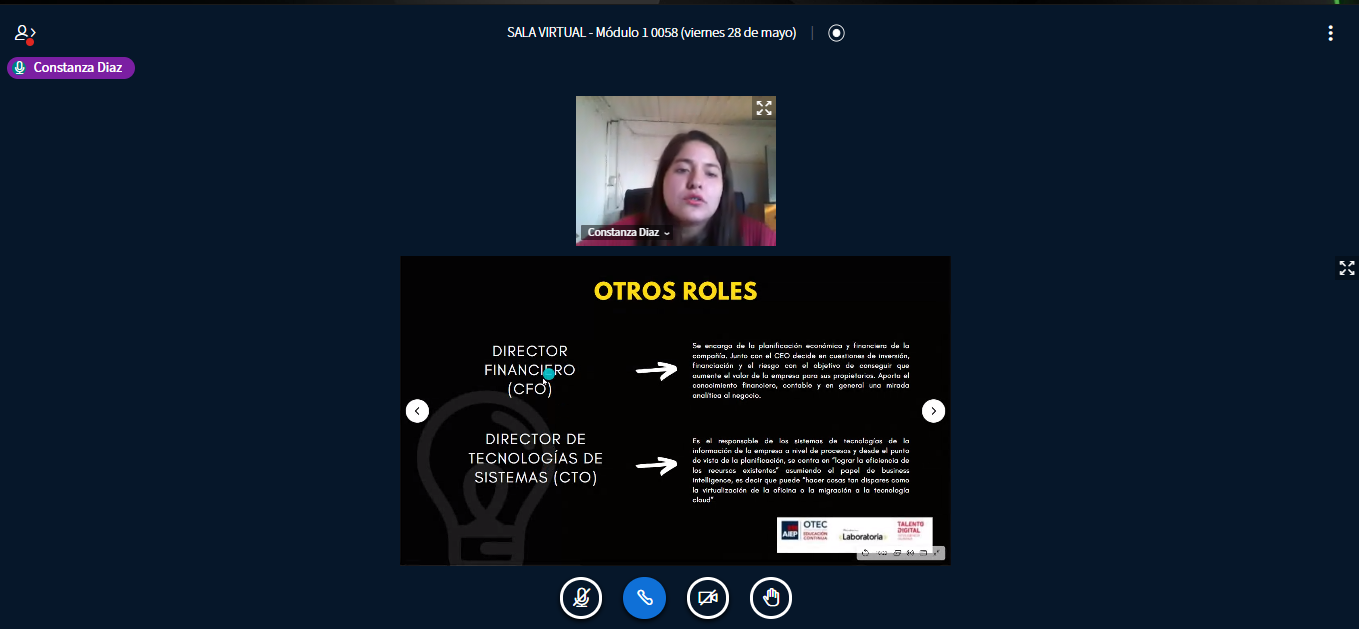 SALA VIRTUAL - Módulo 1 0058 (viernes 28 de mayo)
Constanza Diaz
Constanza Diaz
OTROS ROLES
DIRECTOR
FINANCIERO
(CFO)
Se encarga de la planificación económica y financiera de la
compañía. Junto con el CEO decide en cuestiones de inversión,
financiación y el riesgo con el objetivo de conseguir que
aumente el valor de la empresa para sus propietarios. Aporta el
conocimiento financiero, contable y en general una mirada
analítica al negocio.
DIRECTOR DE
TECNOLOGÍAS DE
SISTEMAS (CTO)
Es el responsable de los sistemas de tecnologías de la
información de la empresa a nivel de procesos y desde el punto
de vista de la planificación, se centra en "lograr la eficiencia de
los recursos existentes" asumiendo el papel de business
intelligence, es decir que puede "hacer cosas tan dispares como
la virtualización de la oficina o la migración a la tecnología
cloud"
AIEP
OTEC
EDUCACIÓN
CONTINUA
Laboratoria
TALENTO
DIGITAL